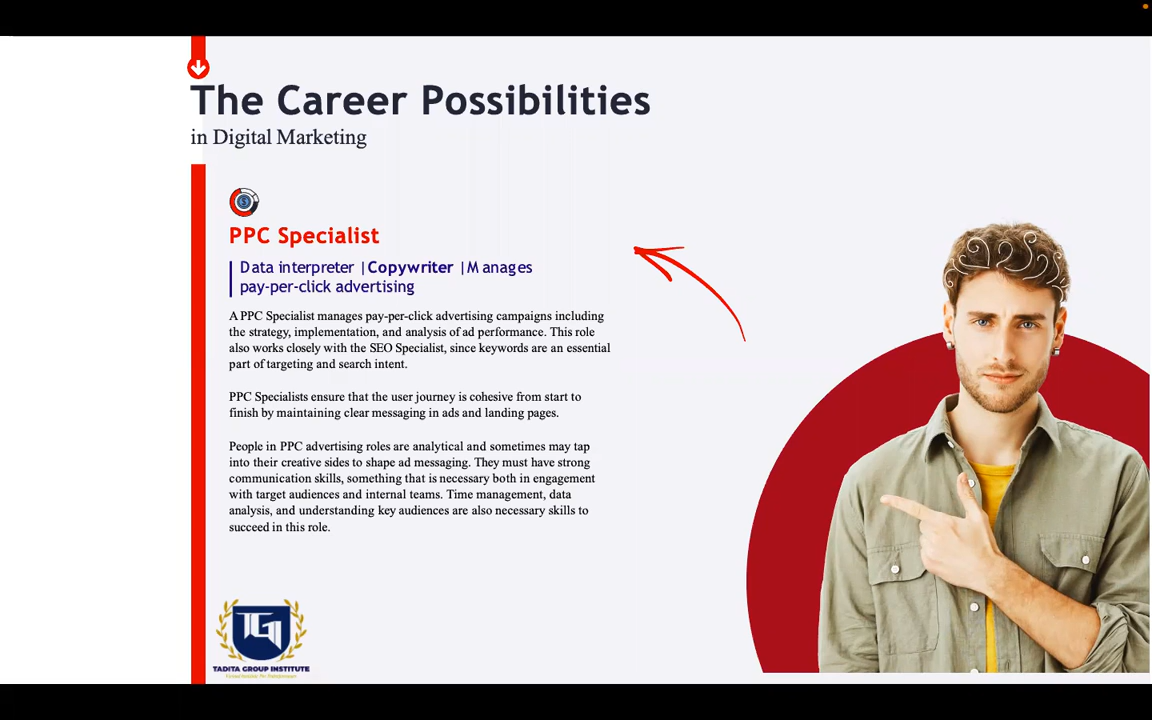 The Career Possibilities
in Digital Marketing
PPC Specialist
Data interpreter | Copywriter | Manages
pay-per-click advertising
A PPC Specialist manages pay-per-click advertising campaigns including
the strategy, implementation, and analysis of ad performance. This role
also works closely with the SEO Specialist, since keywords are an essential
part of targeting and search intent.
PPC Specialists ensure that the user journey is cohesive from start to
finish by maintaining clear messaging in ads and landing pages.
People in PPC advertising roles are analytical and sometimes may tap
into their creative sides to shape ad messaging. They must have strong
communication skills, something that is necessary both in engagement
with target audiences and internal teams. Time management, data
analysis, and understanding key audiences are also necessary skills to
succeed in this role.
TGI
TADITA GROUP INSTITUTE